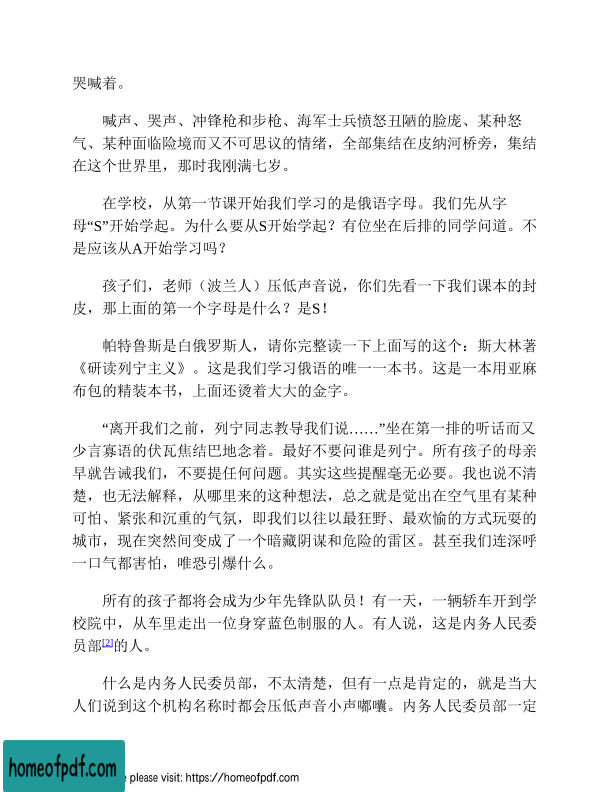 哭喊着。
喊声、哭声、冲锋枪和步枪、海军士兵愤怒丑陋的脸庞、某种怒
气、某种面临险境而又不可思议的情绪，全部集结在皮纳河桥旁，集结
在这个世界里，那时我刚满七岁。
在学校，从第一节课开始我们学习的是俄语字母。我们先从字
母“S”开始学起。为什么要从S开始学起？有位坐在后排的同学问道。不
是应该从A开始学习吗？
孩子们，老师（波兰人）压低声音说，你们先看一下我们课本的封
皮，那上面的第一个字母是什么？是S！
帕特鲁斯是白俄罗斯人，请你完整读一下上面写的这个：斯大林著
《研读列宁主义》。这是我们学习俄语的唯一一本书。这是一本用亚麻
布包的精装本书，上面还烫着大大的金字。
“离开我们之前，列宁同志教导我们说……”坐在第一排的听话而又
少言寡语的伏瓦焦结巴地念着。最好不要问谁是列宁。所有孩子的母亲
早就告诫我们，不要提任何问题。其实这些提醒毫无必要。我也说不清
楚，也无法解释，从哪里来的这种想法，总之就是觉出在空气里有某种
可怕、紧张和沉重的气氛，即我们以往以最狂野、最欢愉的方式玩耍的
城市，现在突然间变成了一个暗藏阴谋和危险的雷区。甚至我们连深呼
一口气都害怕，唯恐引爆什么。
所有的孩子都将会成为少年先锋队队员！有一天，一辆轿车开到学
校院中，从车里走出一位身穿蓝色制服的人。有人说，这是内务人民委
员部[2]的人。
什么是内务人民委员部，不太清楚，但有一点是肯定的，就是当大
人们说到这个机构名称时都会压低声音小声嘟囔。内务人民委员部一定
homeofpdf.com
e please visit: https://homeofpdf.com